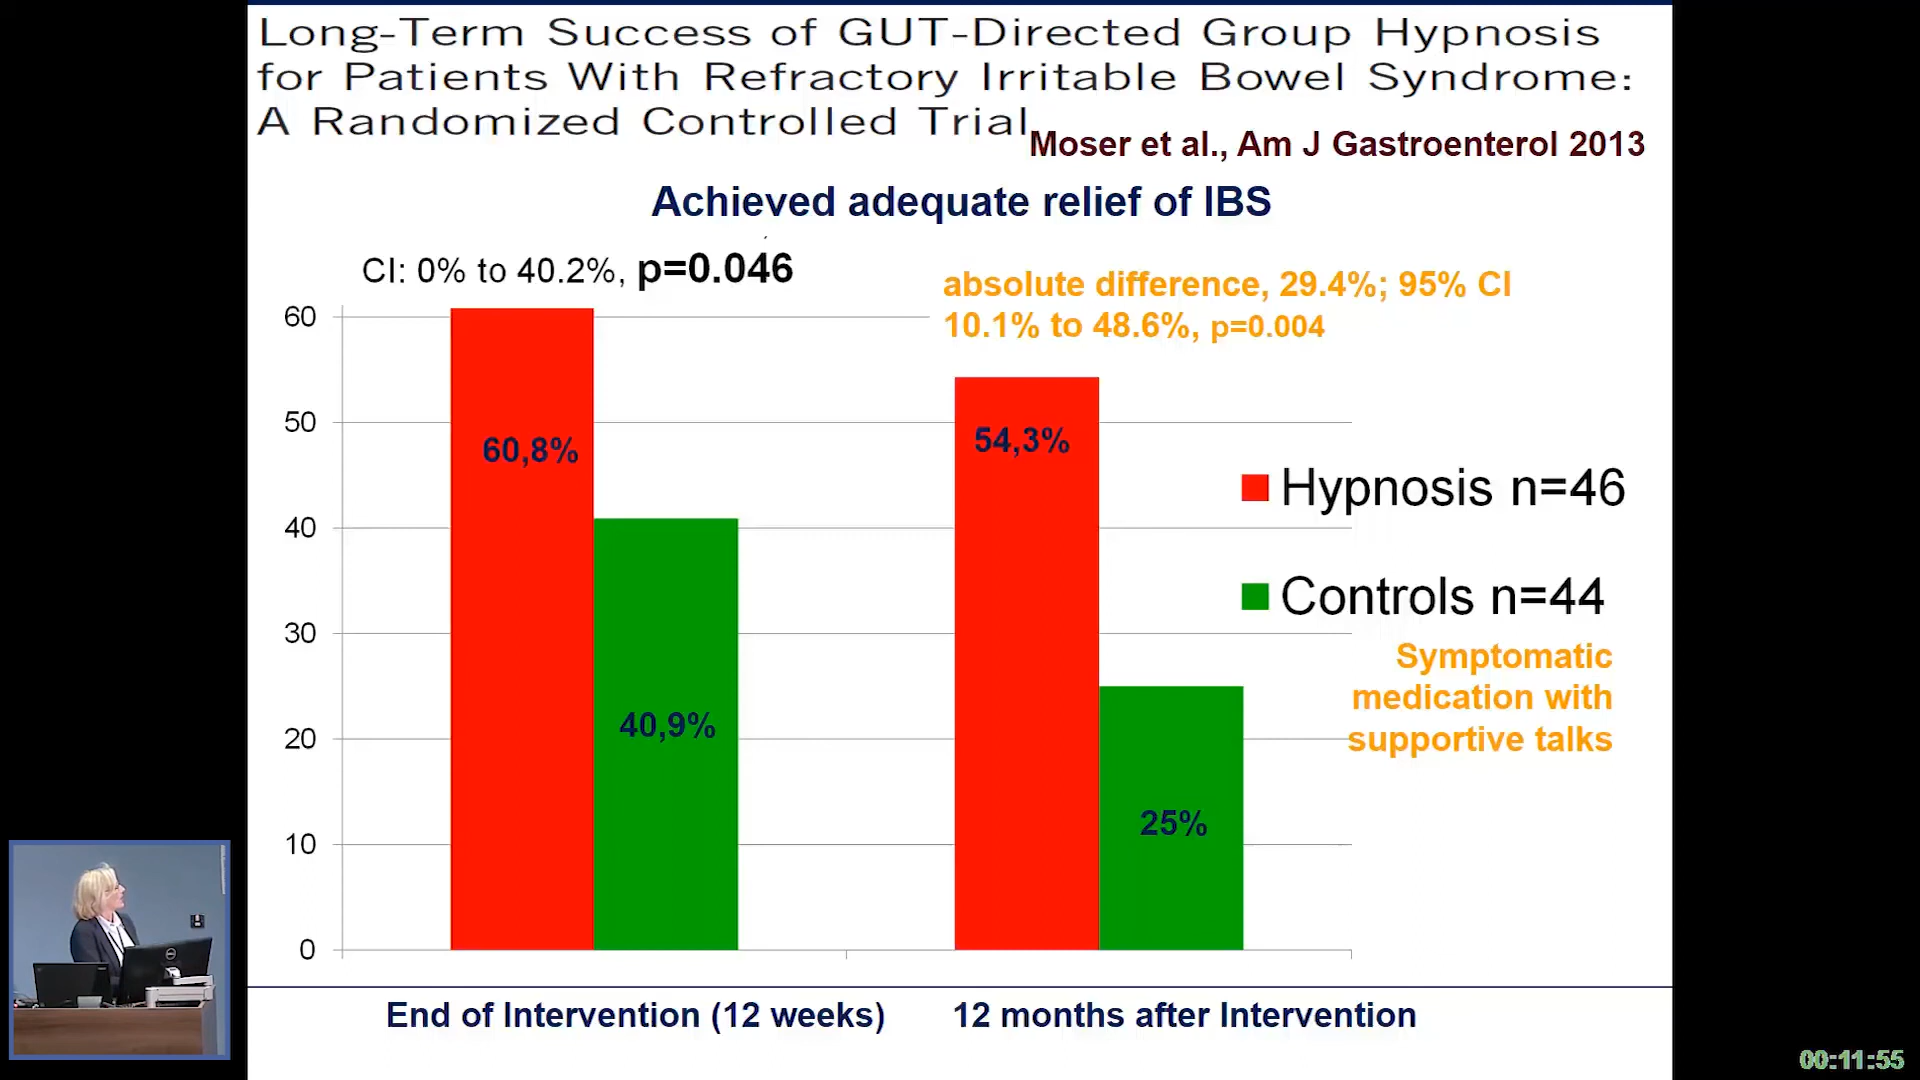 Long-Term Success of GUT-Directed Group Hypnosis
for Patients With Refractory Irritable Bowel Syndrome:
A Randomized Controlled Trial
Moser et al., Am J Gastroenterol 2013
Achieved adequate relief of IBS
CI: 0% to 40.2%, p=0.046
absolute difference, 29.4%; 95% CI
10.1% to 48.6%, p=0.004
60
50
40
30
20
10
0
60,8%
40,9%
54,3%
25%
Hypnosis n=46
Controls n=44
Symptomatic
medication with
supportive talks
End of Intervention (12 weeks)
12 months after Intervention
00:11:55